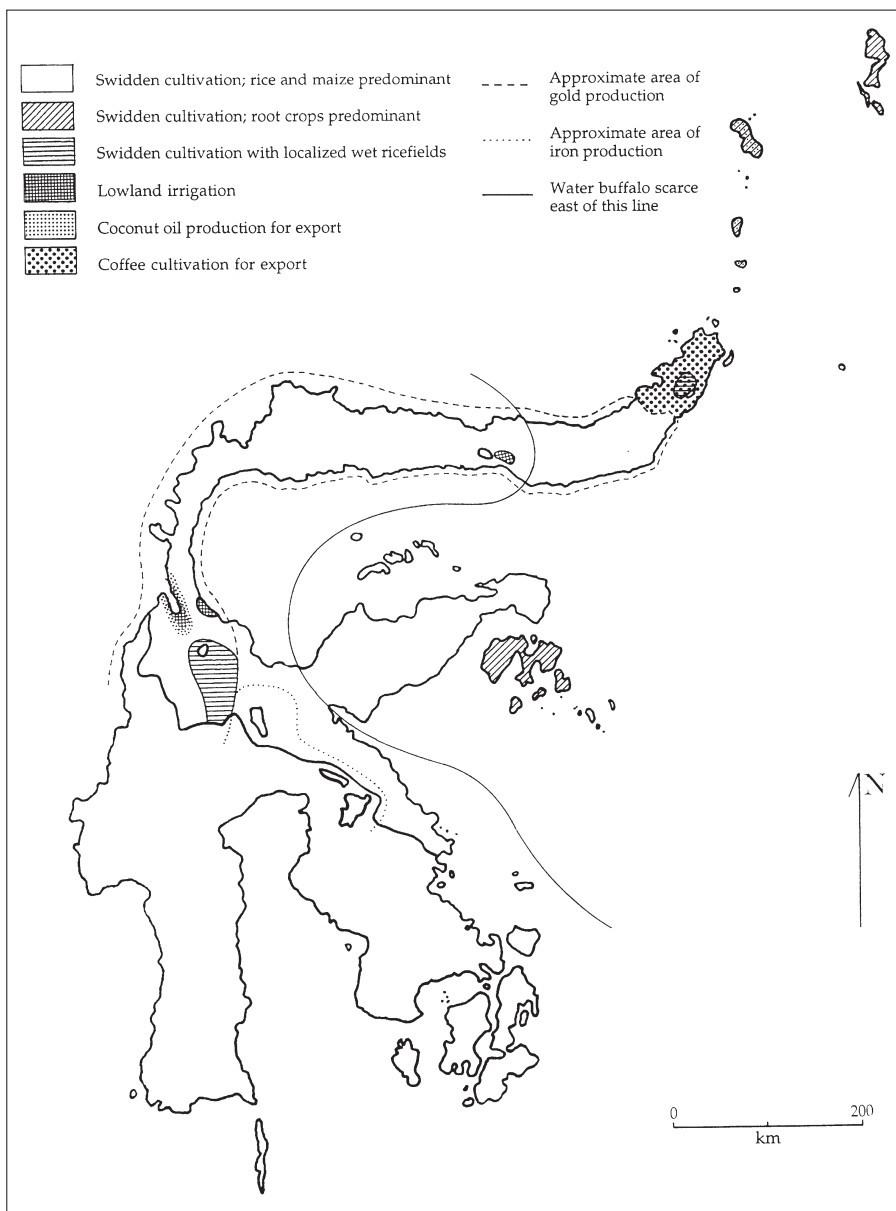 Swidden cultivation; rice and maize predominant
Swidden cultivation; root crops predominant
Swidden cultivation with localized wet ricefields
Lowland irrigation
Coconut oil production for export
Coffee cultivation for export
Approximate area of
gold production
Approximate area of
iron production
Water buffalo scarce
east of this line
N
0 200
km